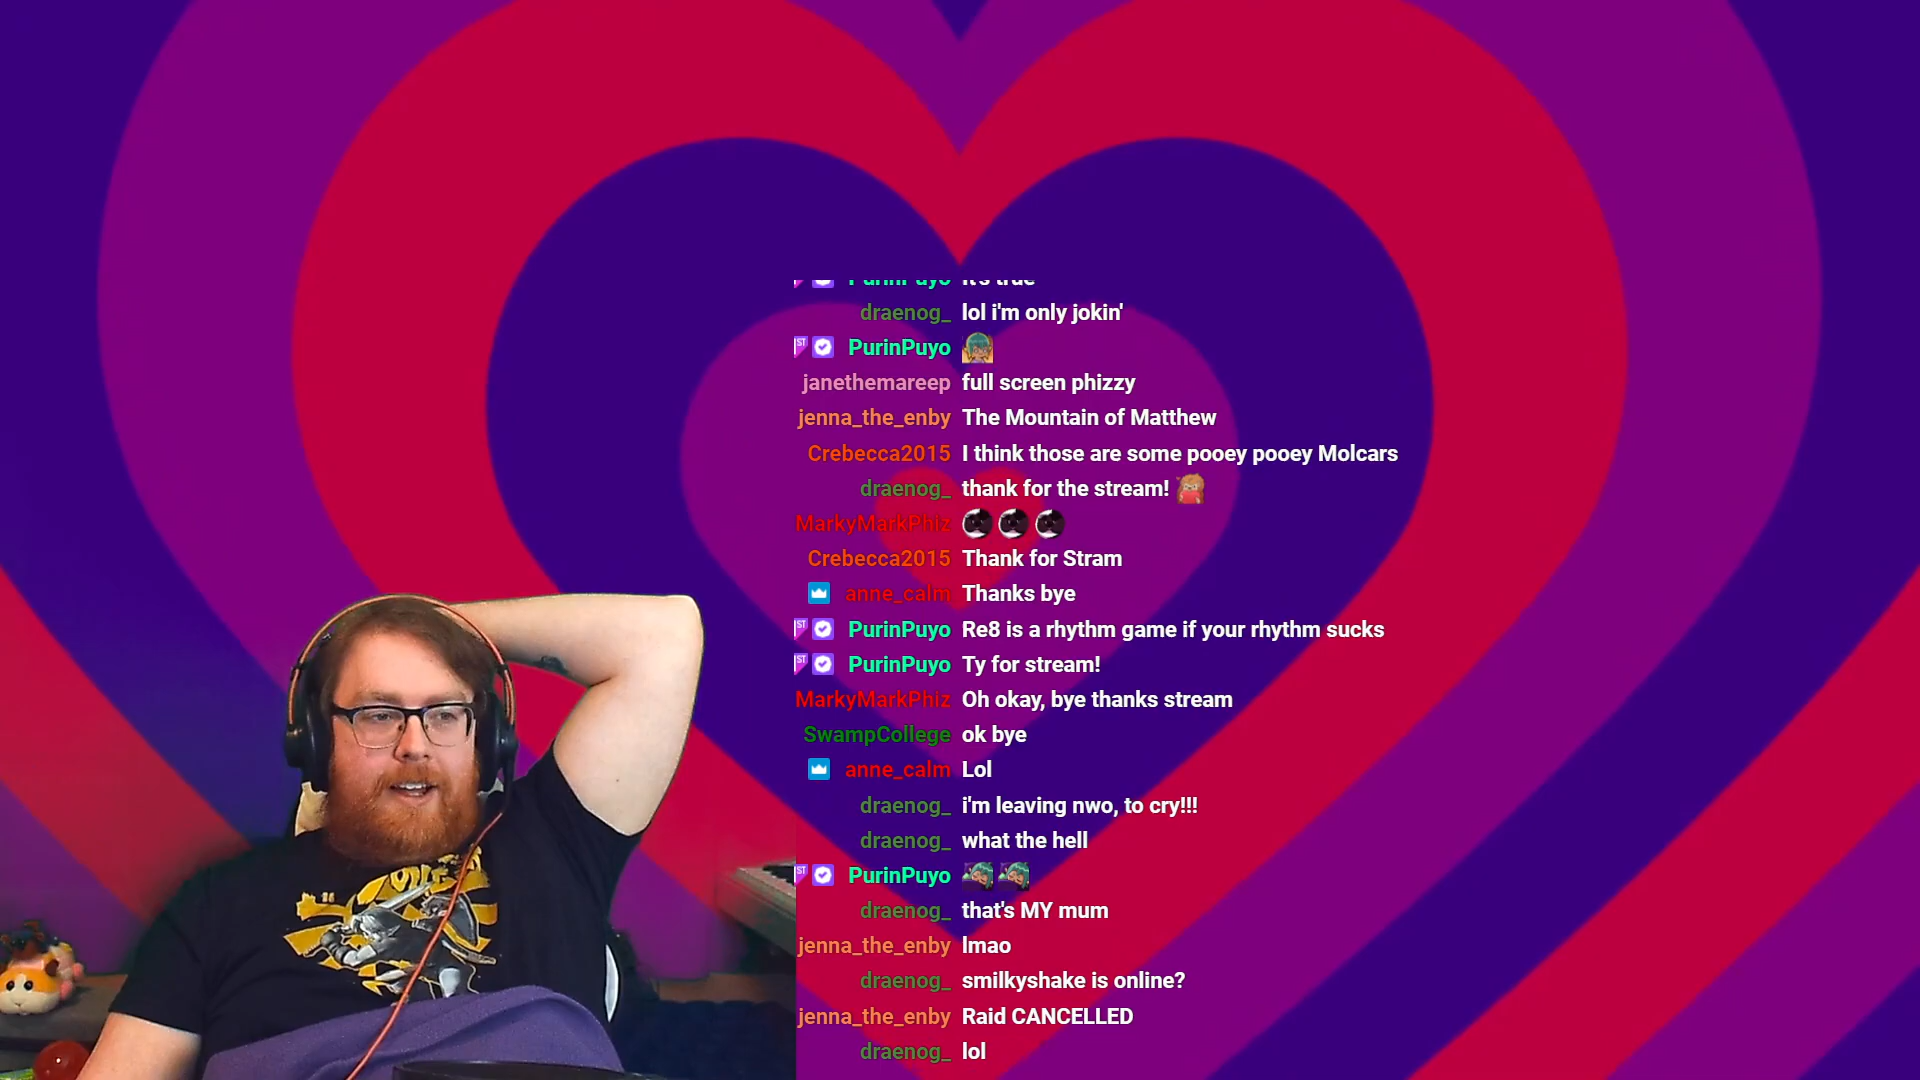 PurinPuyo It's true
draenog_ lol i'm only jokin'
PurinPuyo
janethemareep full screen phizzy
jenna_the_enby The Mountain of Matthew
Crebecca2015 I think those are some pooey pooey Molcars
draenog_ thank for the stream!
MarkyMarkPhiz
Crebecca2015 Thank for Stram
anne_calm Thanks bye
PurinPuyo Re8 is a rhythm game if your rhythm sucks
PurinPuyo Ty for stream!
MarkyMarkPhiz Oh okay, bye thanks stream
SwampCollege ok bye
anne_calm Lol
draenog_ i'm leaving nwo, to cry!!!
draenog_ what the hell
PurinPuyo
draenog_ that's MY mum
jenna_the_enby lmao
draenog_ smilkyshake is online?
jenna_the_enby Raid CANCELLED
draenog_ lol